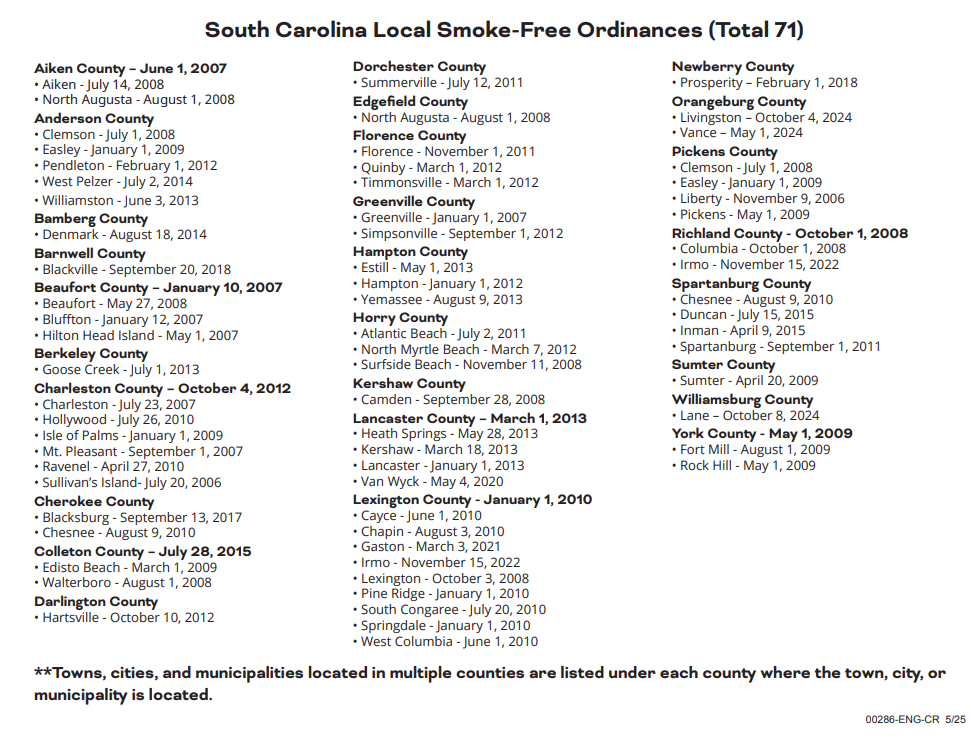 South Carolina Local Smoke-Free Ordinances (Total 71)
Aiken County – June 1, 2007
• Aiken - July 14, 2008
• North Augusta - August 1, 2008
Anderson County
• Clemson - July 1, 2008
• Easley - January 1, 2009
• Pendleton - February 1, 2012
• West Pelzer - July 2, 2014
• Williamston - June 3, 2013
Bamberg County
• Denmark - August 18, 2014
Barnwell County
• Blackville - September 20, 2018
Beaufort County – January 10, 2007
• Beaufort - May 27, 2008
• Bluffton - January 12, 2007
• Hilton Head Island - May 1, 2007
Berkeley County
• Goose Creek - July 1, 2013
Charleston County – October 4, 2012
• Charleston - July 23, 2007
• Hollywood - July 26, 2010
• Isle of Palms - January 1, 2009
• Mt. Pleasant - September 1, 2007
• Ravenel - April 27, 2010
• Sullivan’s Island- July 20, 2006
Cherokee County
• Blacksburg - September 13, 2017
• Chesnee - August 9, 2010
Colleton County – July 28, 2015
• Edisto Beach - March 1, 2009
• Walterboro - August 1, 2008
Darlington County
• Hartsville - October 10, 2012
Dorchester County
• Summerville - July 12, 2011
Edgefield County
• North Augusta - August 1, 2008
Florence County
• Florence - November 1, 2011
• Quinby - March 1, 2012
• Timmonsville - March 1, 2012
Greenville County
• Greenville - January 1, 2007
• Simpsonville - September 1, 2012
Hampton County
• Estill - May 1, 2013
• Hampton - January 1, 2012
• Yemassee - August 9, 2013
Horry County
• Atlantic Beach - July 2, 2011
• North Myrtle Beach - March 7, 2012
• Surfside Beach - November 11, 2008
Kershaw County
• Camden - September 28, 2008
Lancaster County – March 1, 2013
• Heath Springs - May 28, 2013
• Kershaw - March 18, 2013
• Lancaster - January 1, 2013
• Van Wyck - May 4, 2020
Lexington County - January 1, 2010
• Cayce - June 1, 2010
• Chapin - August 3, 2010
• Gaston - March 3, 2021
• Irmo - November 15, 2022
• Lexington - October 3, 2008
• Pine Ridge - January 1, 2010
• South Congaree - July 20, 2010
• Springdale - January 1, 2010
• West Columbia - June 1, 2010
Newberry County
• Prosperity – February 1, 2018
Orangeburg County
• Livingston – October 4, 2024
• Vance – May 1, 2024
Pickens County
• Clemson - July 1, 2008
• Easley - January 1, 2009
• Liberty - November 9, 2006
• Pickens - May 1, 2009
Richland County - October 1, 2008
• Columbia - October 1, 2008
• Irmo - November 15, 2022
Spartanburg County
• Chesnee - August 9, 2010
• Duncan - July 15, 2015
• Inman - April 9, 2015
• Spartanburg - September 1, 2011
Sumter County
• Sumter - April 20, 2009
Williamsburg County
• Lane – October 8, 2024
York County - May 1, 2009
• Fort Mill - August 1, 2009
• Rock Hill - May 1, 2009
**Towns, cities, and municipalities located in multiple counties are listed under each county where the town, city, or
municipality is located.
00286-ENG-CR 5/25